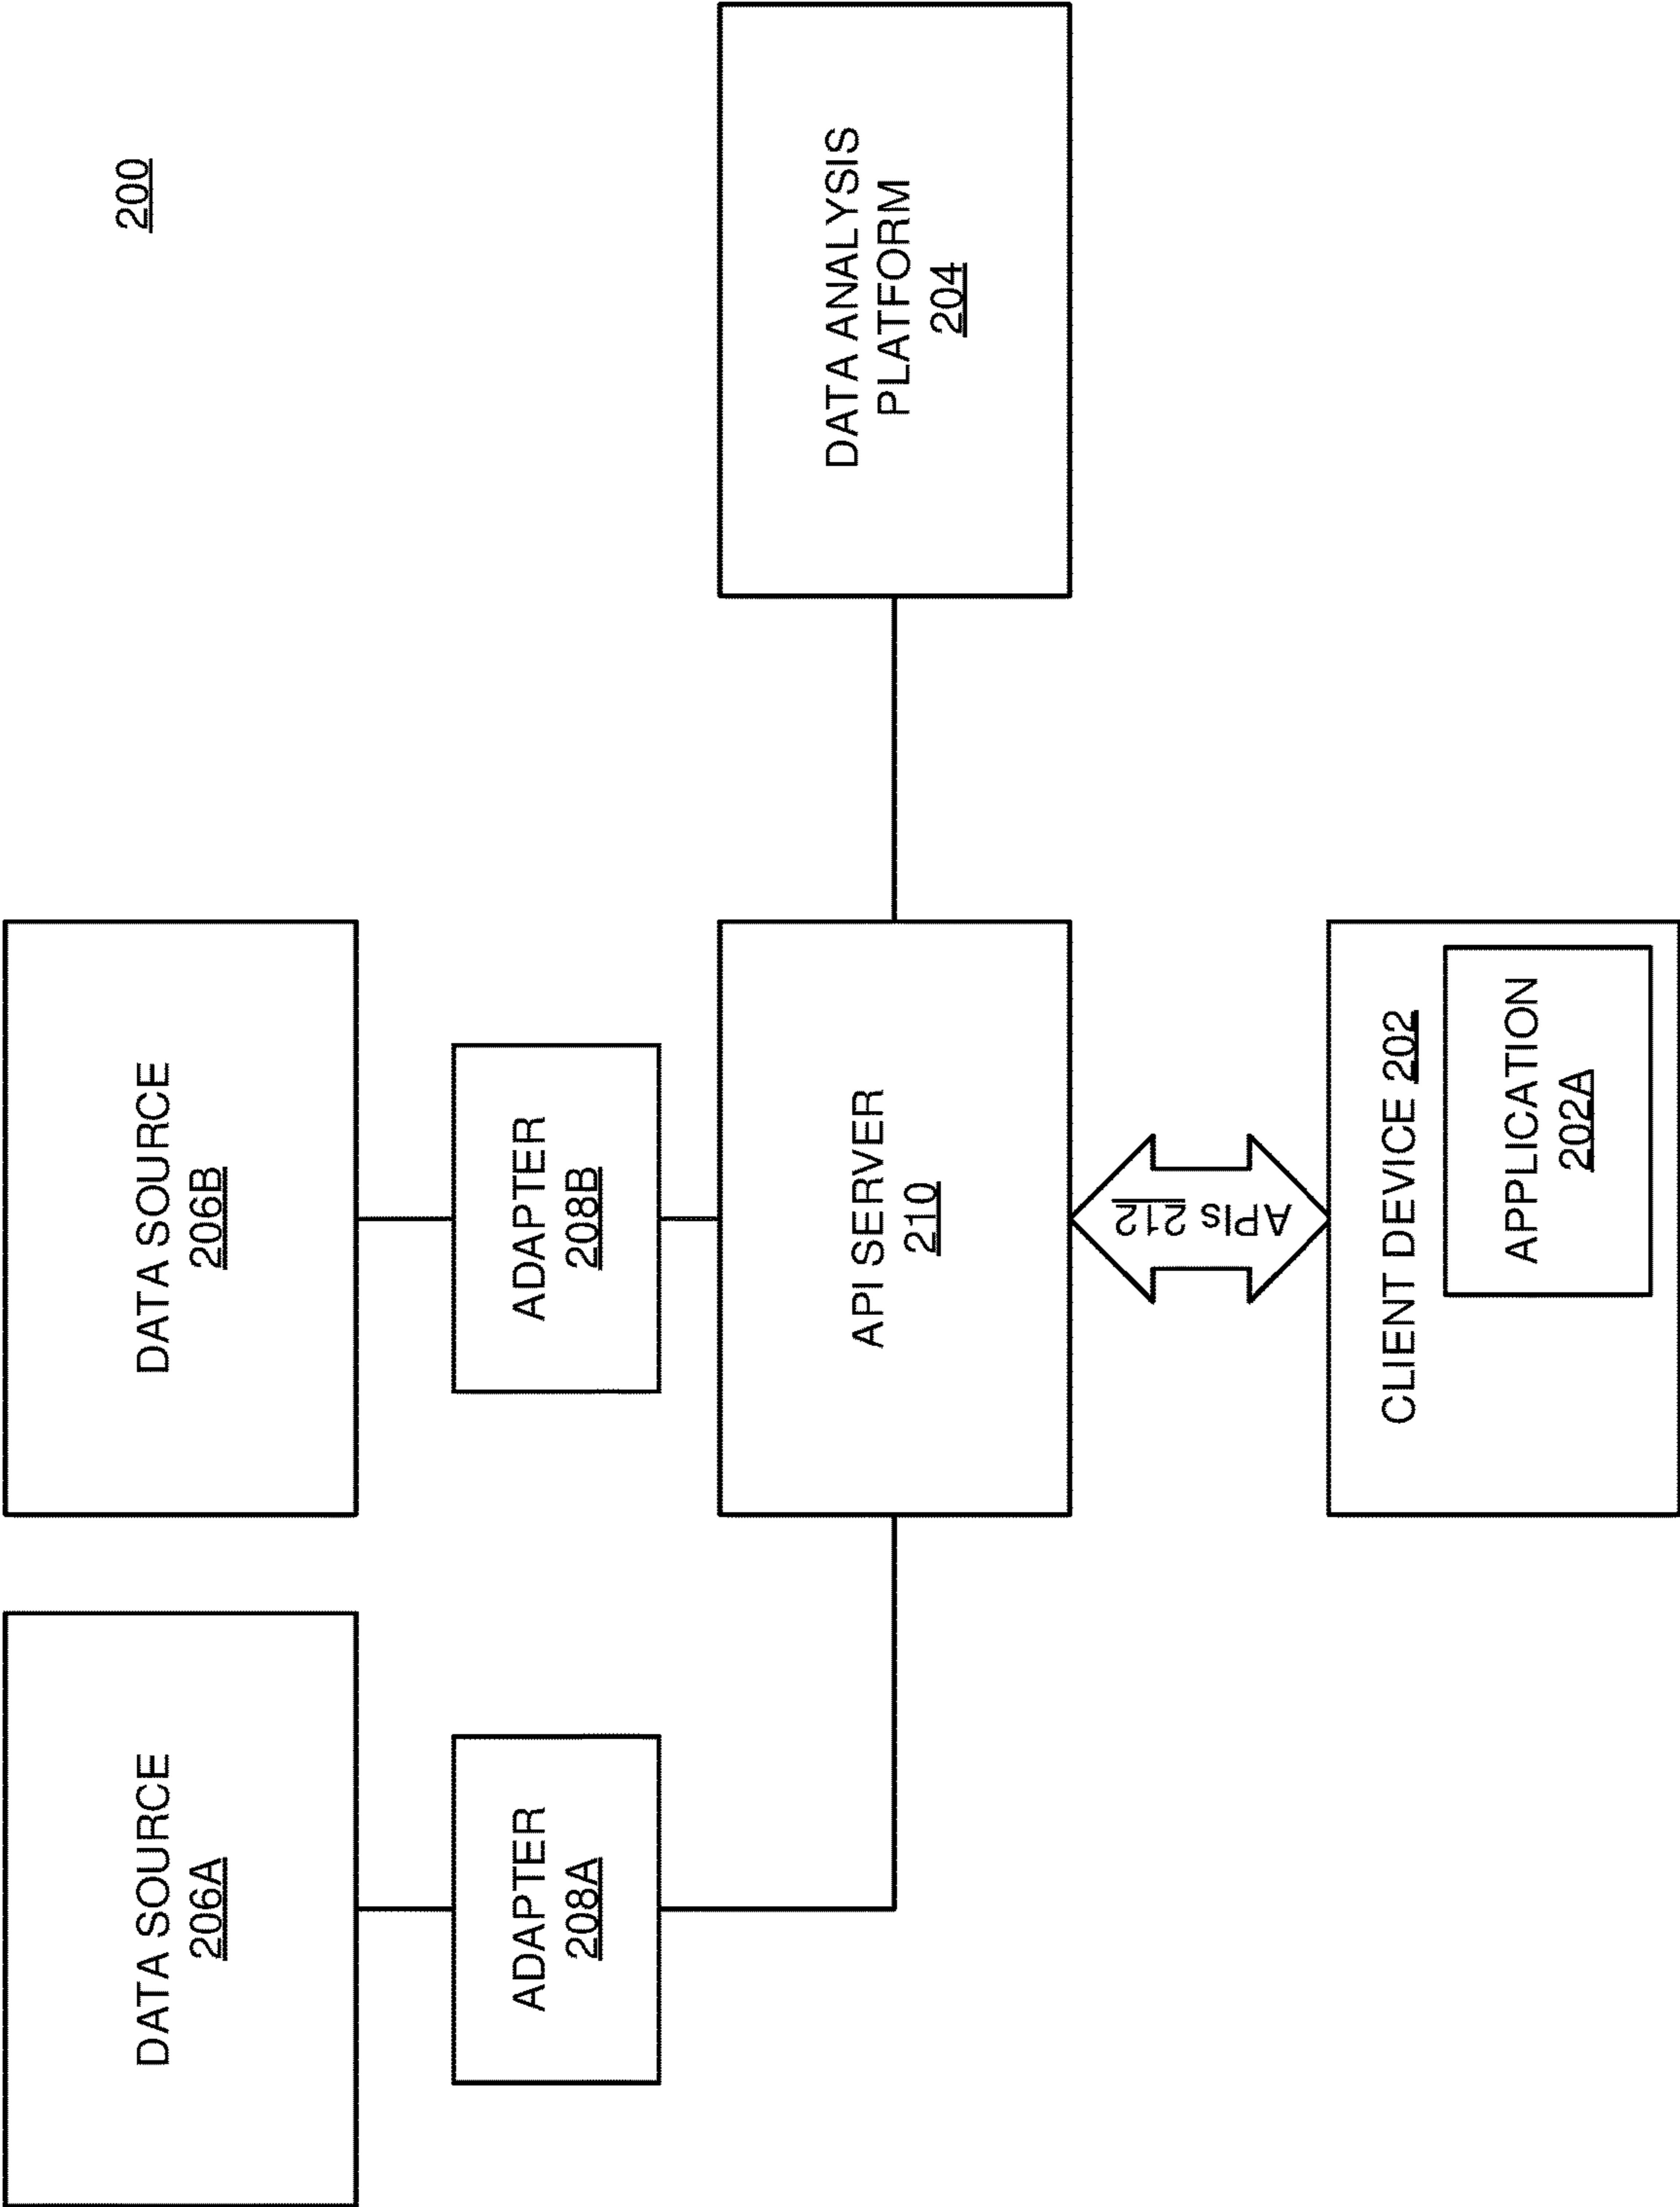 200
DATA SOURCE
206A
DATA SOURCE
206B
ADAPTER
208A
ADAPTER
208B
API SERVER
210
DATA ANALYSIS
PLATFORM
204
APIs 212
CLIENT DEVICE 202
APPLICATION
202A